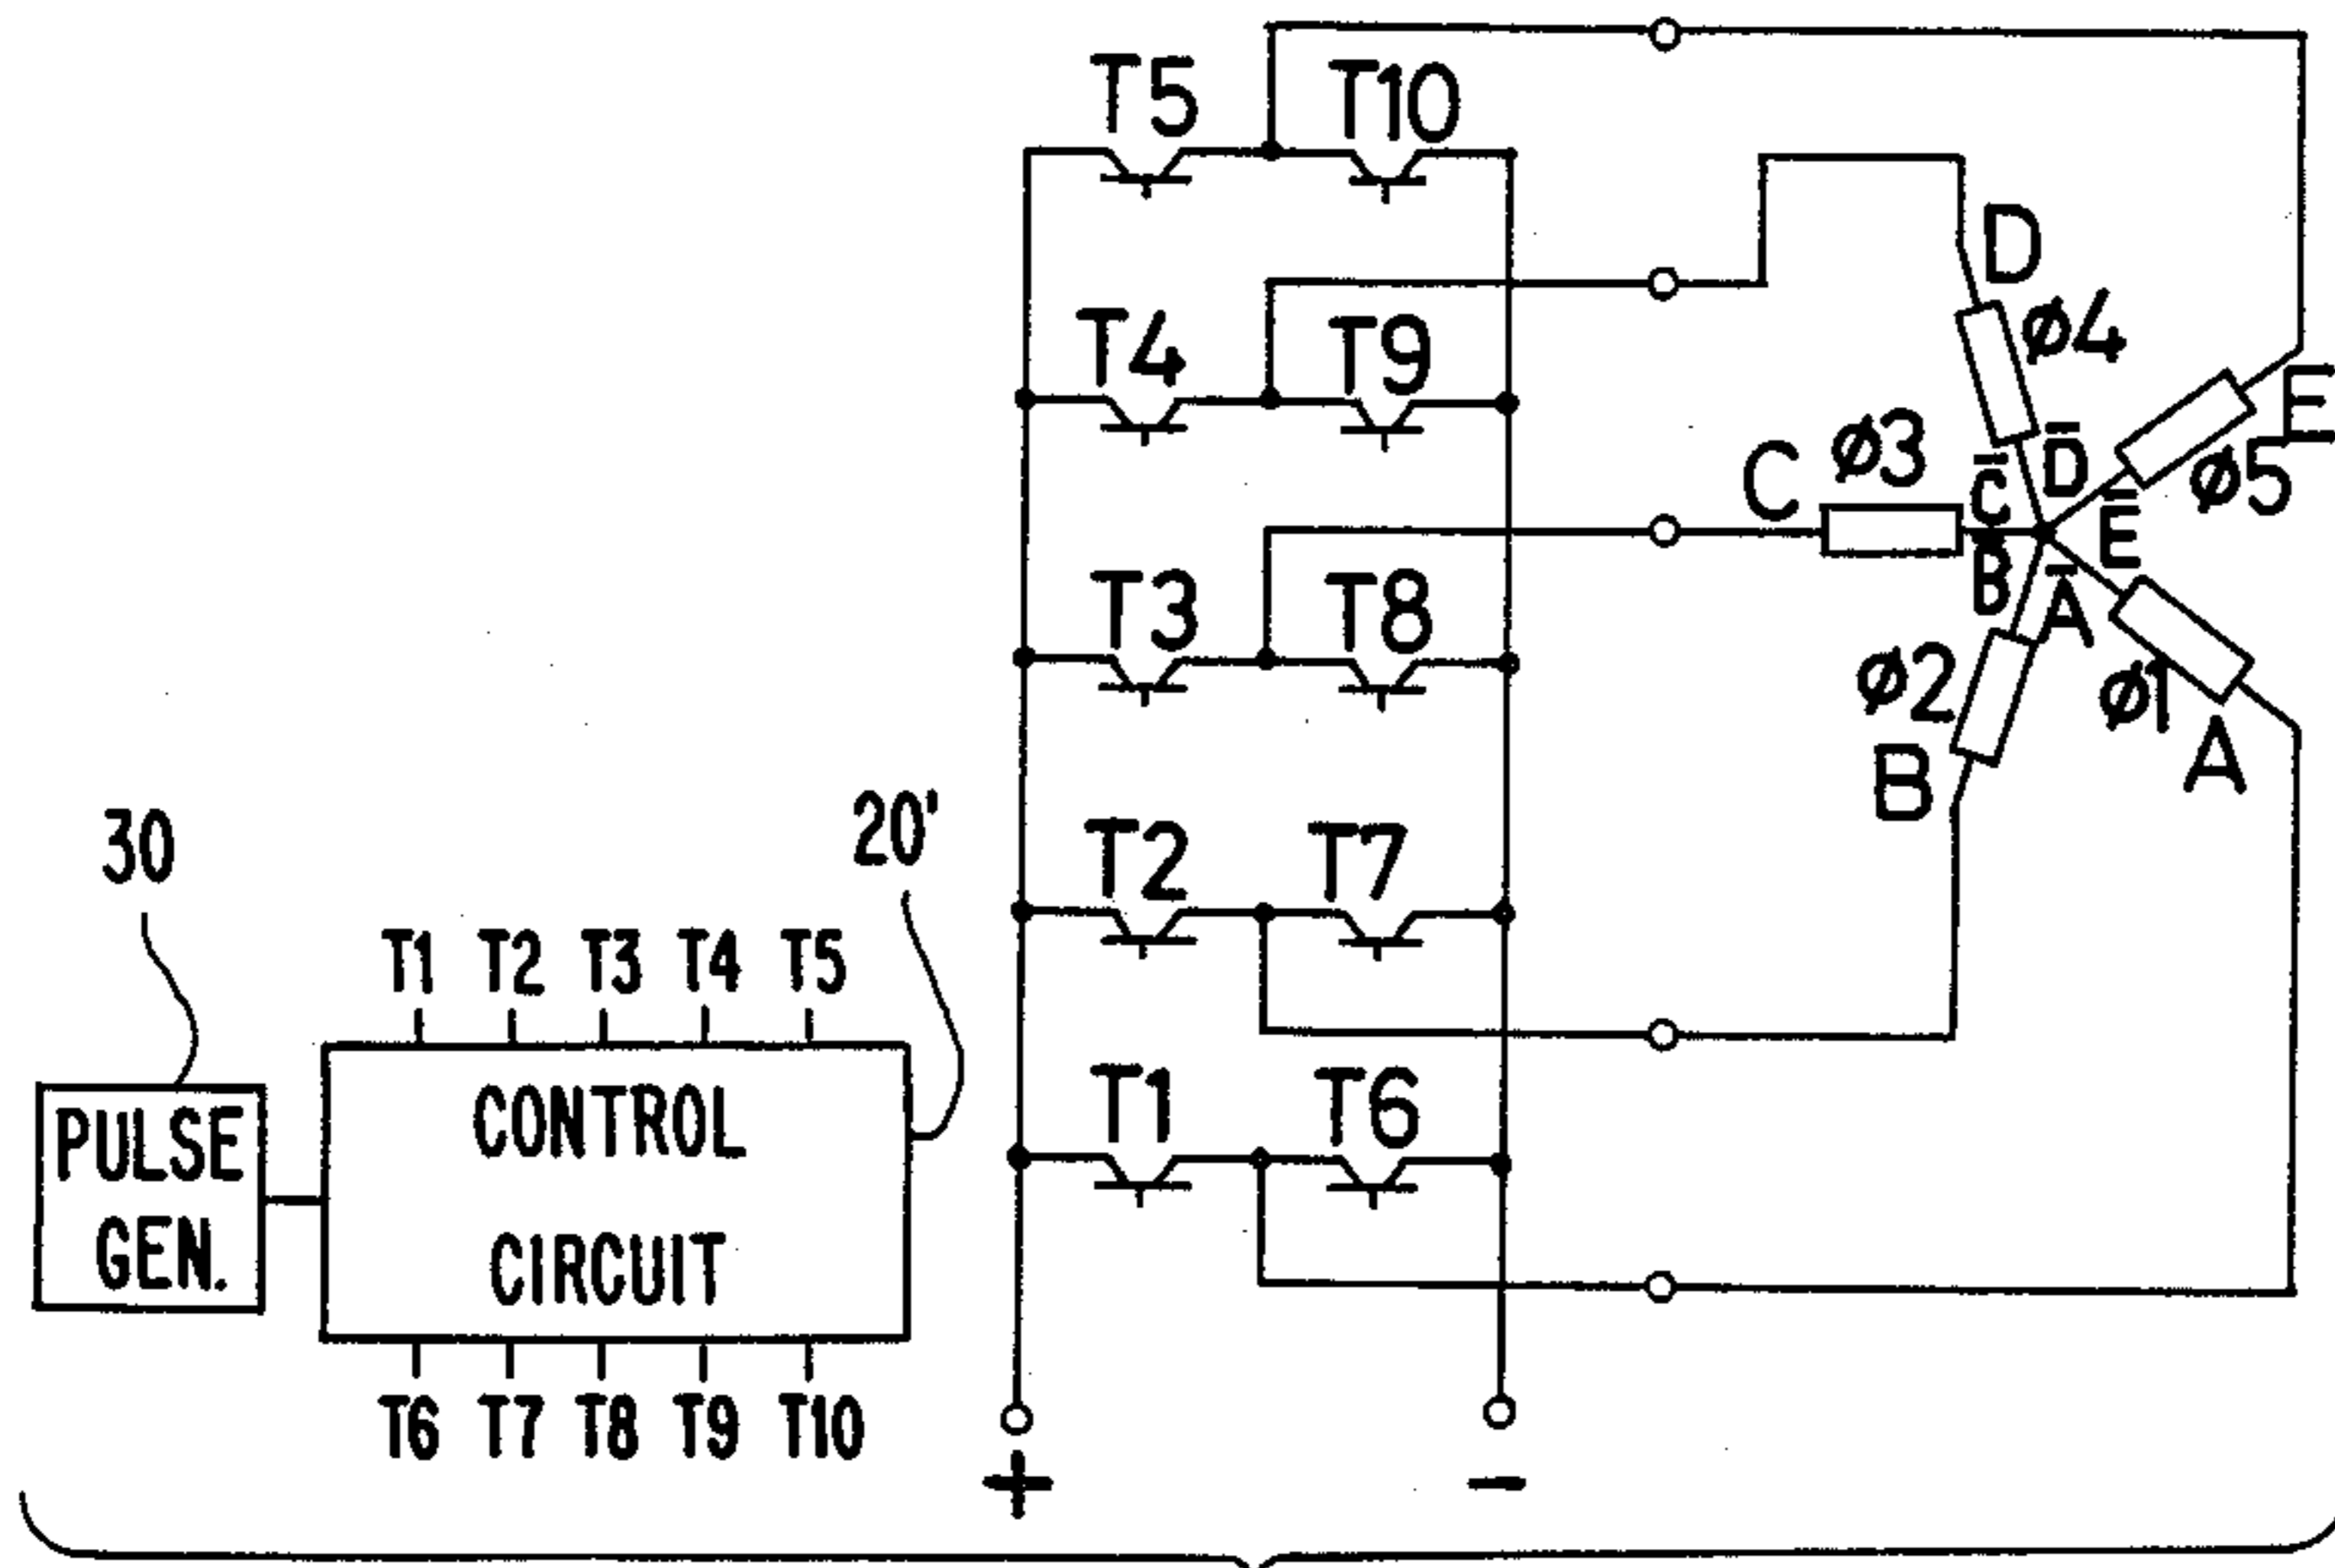 T5 T10
D
T4 T9
ø4
E
ø3
C
D̅
ø5
C̅
E̅
T3 T8
B̅
A̅
ø2
ø1
B
A
30
20'
T2 T7
T1 T2 T3 T4 T5
T1 T6
PULSE
GEN.
CONTROL
CIRCUIT
T6 T7 T8 T9 T10
+ -